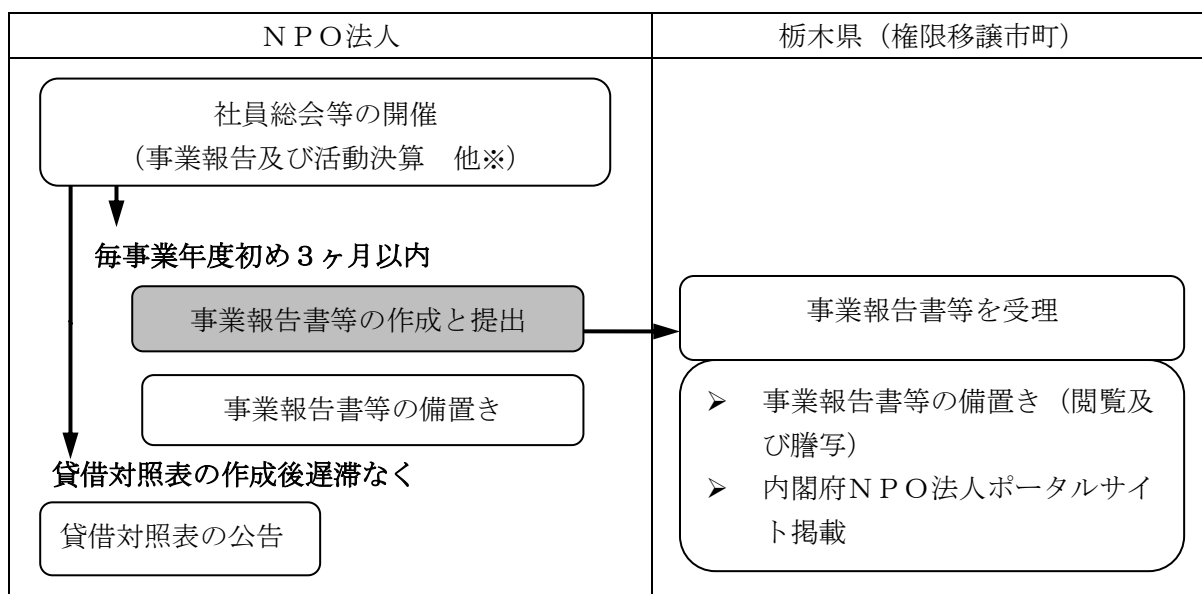 ＮＰＯ法人
栃木県（権限移譲市町）
社員総会等の開催
（事業報告及び活動決算　他※）
毎事業年度初め３ヶ月以内
事業報告書等の作成と提出
事業報告書等の備置き
貸借対照表の作成後遅滞なく
貸借対照表の公告
事業報告書等を受理
➢ 事業報告書等の備置き（閲覧及
び謄写）
➢ 内閣府ＮＰＯ法人ポータルサイ
ト掲載